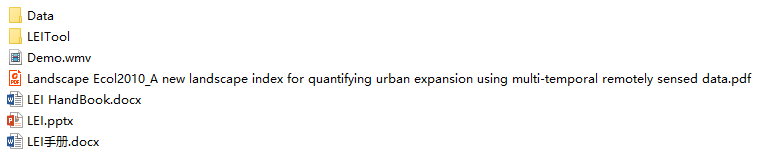 Data
LEITool
Demo.wmv
Landscape Ecol2010_A new landscape index for quantifying urban expansion using multi-temporal remotely sensed data.pdf
LEI HandBook.docx
LEI.pptx
LEI手册.docx